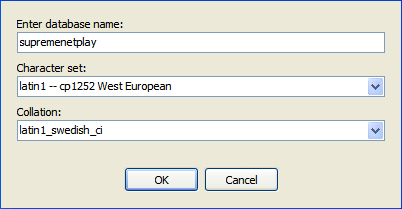 Enter database name:
supremenetplay
Character set:
latin1 -- cp1252 West European
Collation:
latin1_swedish_ci
OK Cancel